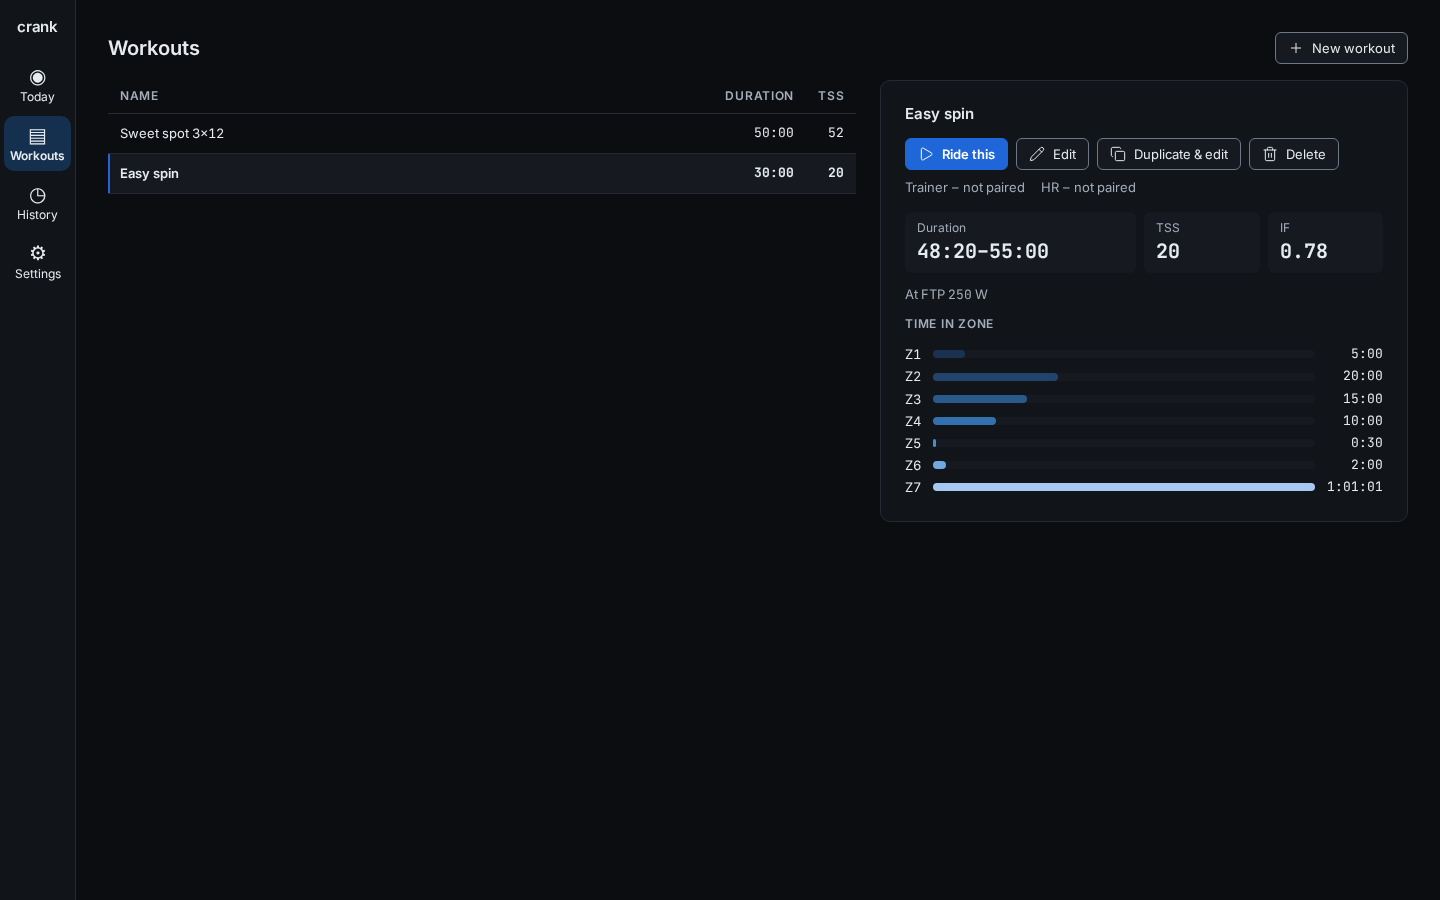 crank
Today
Workouts
History
Settings
Workouts
New workout
NAME DURATION TSS
Sweet spot 3×12 50:00 52
Easy spin 30:00 20
Easy spin
Ride this Edit Duplicate & edit Delete
Trainer – not paired HR – not paired
Duration TSS IF
48:20–55:00 20 0.78
At FTP 250 W
TIME IN ZONE
Z1 5:00
Z2 20:00
Z3 15:00
Z4 10:00
Z5 0:30
Z6 2:00
Z7 1:01:01